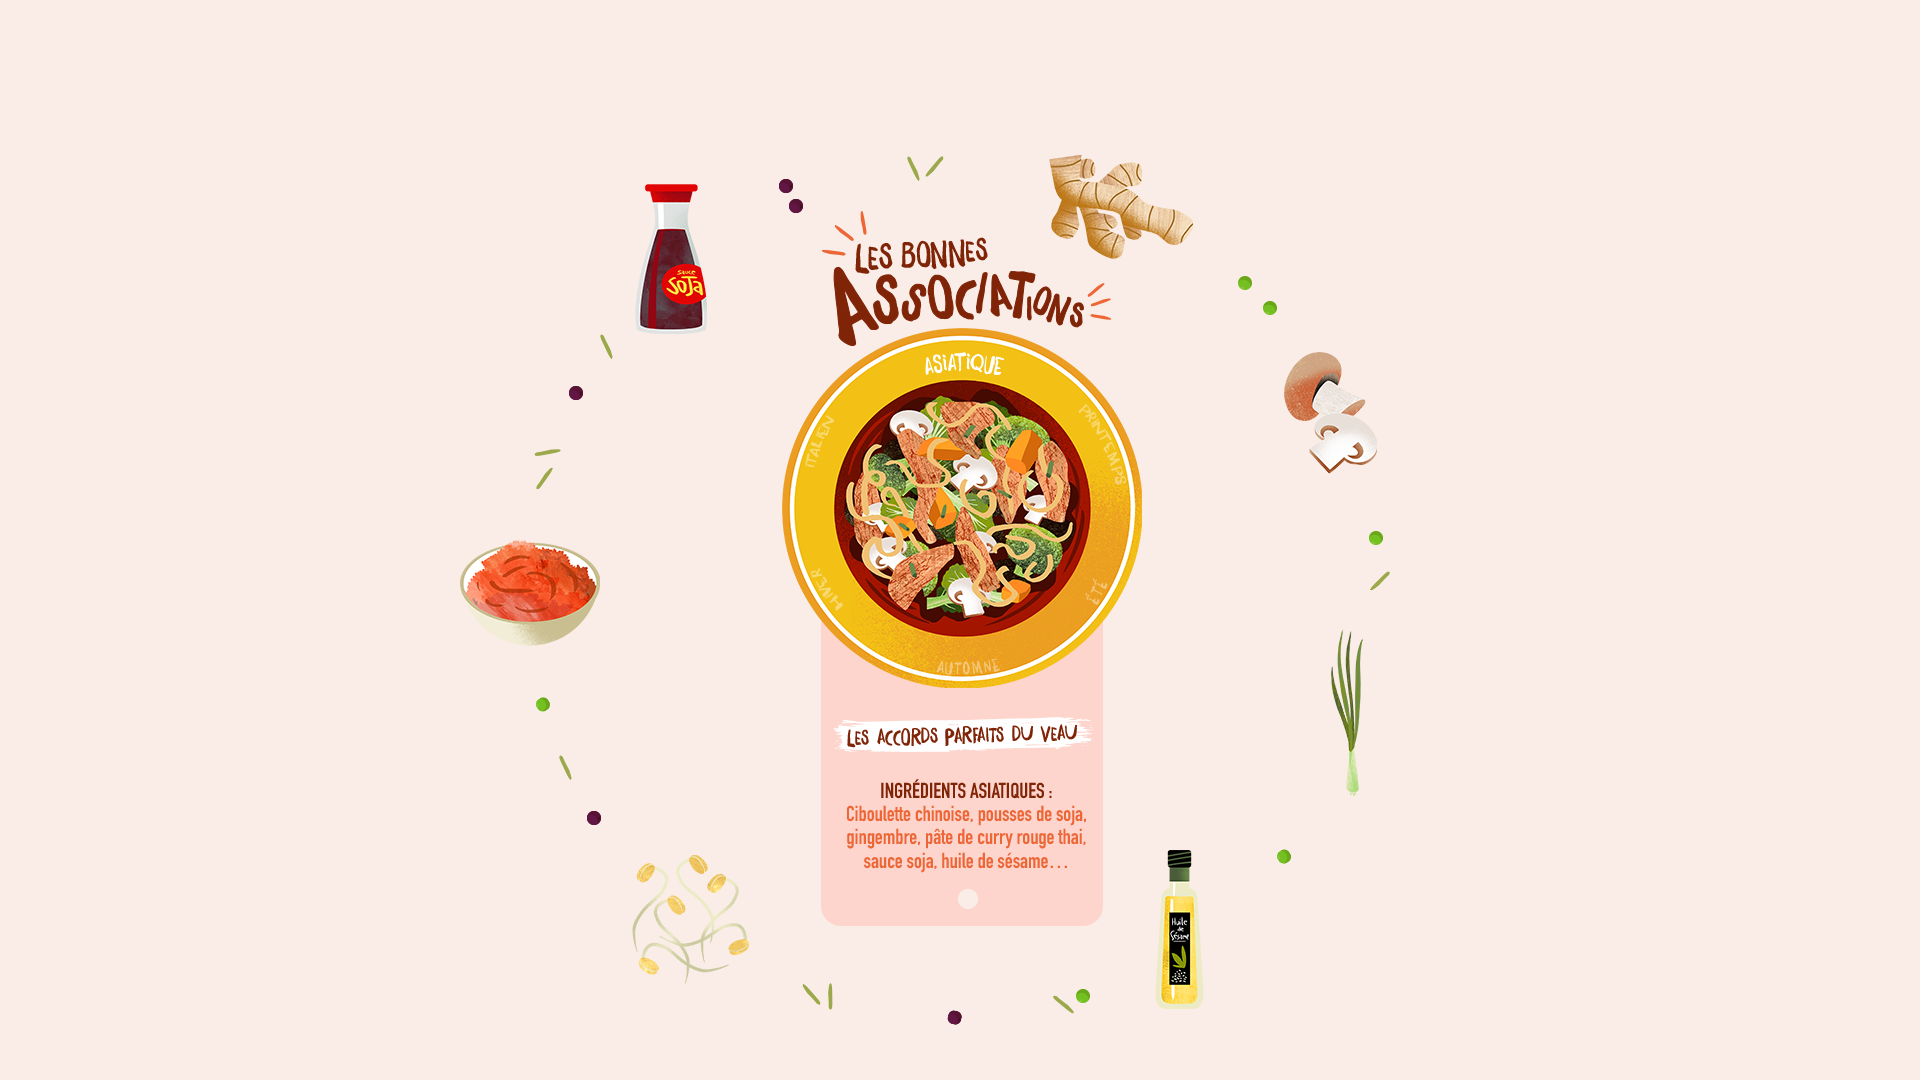 LES BONNES
ASSOCIATIONS
SAUCE
SOJA
ASIATIQUE
ITALIEN
PRINTEMPS
HIVER
ÉTÉ
AUTOMNE
LES ACCORDS PARFAITS DU VEAU
INGRÉDIENTS ASIATIQUES :
Ciboulette chinoise, pousses de soja,
gingembre, pâte de curry rouge thai,
sauce soja, huile de sésame…
Huile
de
Sésame